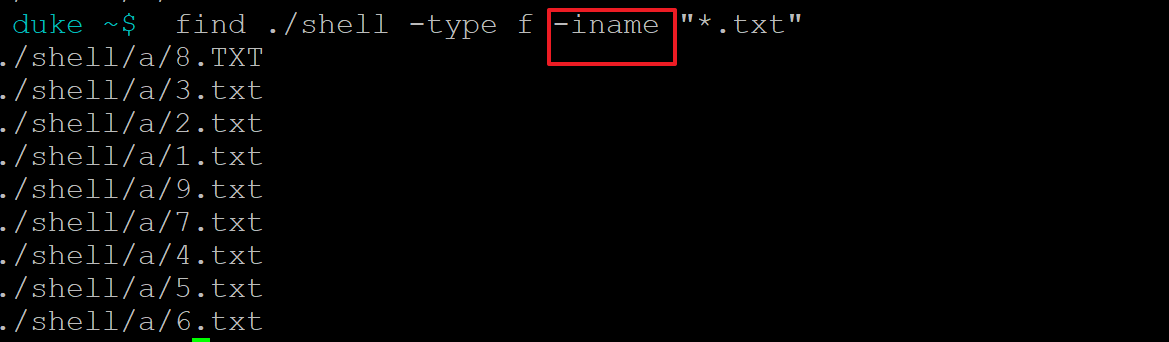 duke ~$ find ./shell -type f -iname "*.txt"
./shell/a/8.TXT
./shell/a/3.txt
./shell/a/2.txt
./shell/a/1.txt
./shell/a/9.txt
./shell/a/7.txt
./shell/a/4.txt
./shell/a/5.txt
./shell/a/6.txt